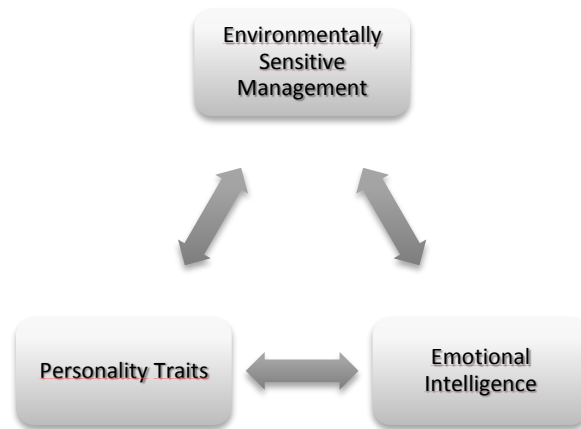 Environmentally
Sensitive
Management
Personality Traits
Emotional
Intelligence